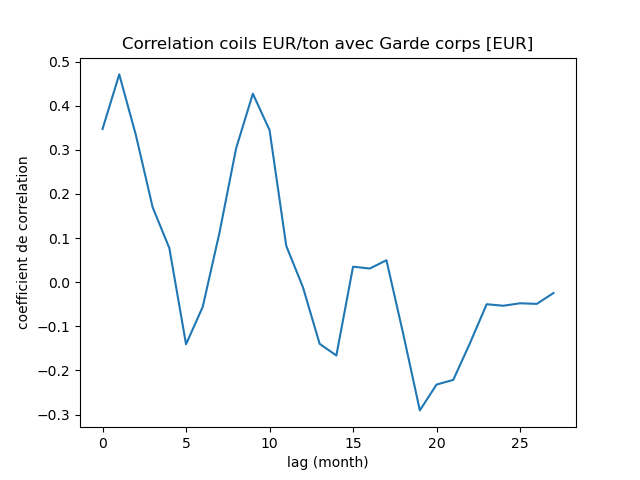 Correlation coils EUR/ton avec Garde corps [EUR]
0.5
0.4
0.3
0.2
0.1
0.0
−0.1
−0.2
−0.3
coefficient de correlation
0 5 10 15 20 25
lag (month)